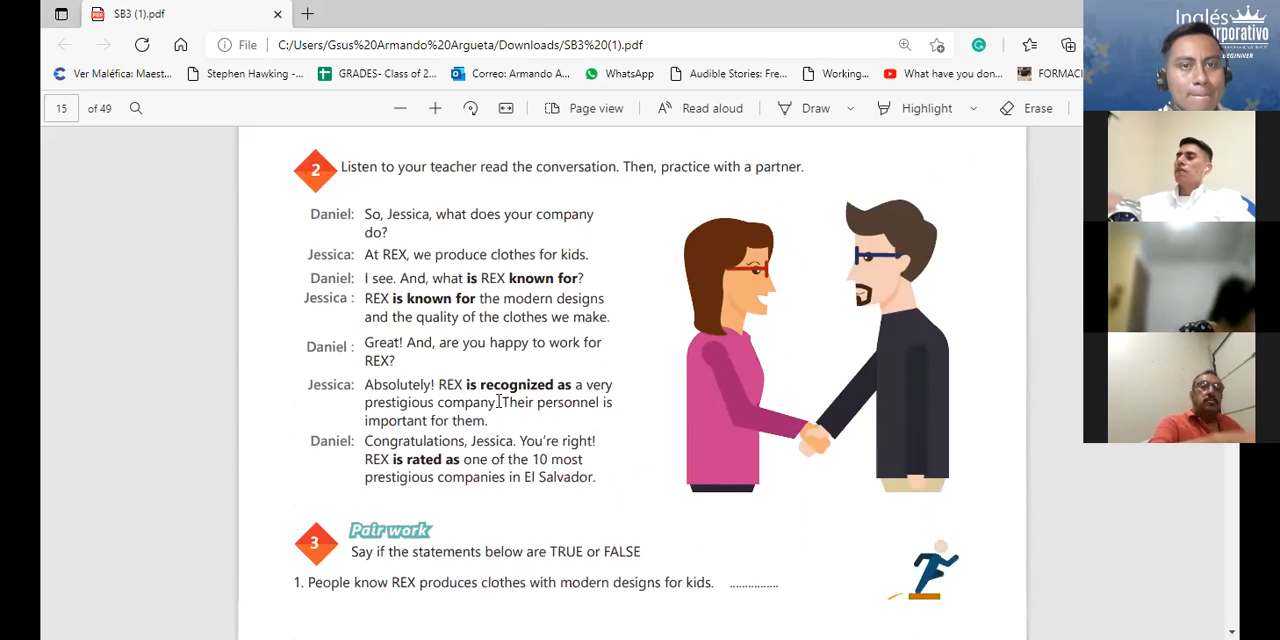 SB3 (1).pdf
File
C:/Users/Gsus%20Armando%20Argueta/Downloads/SB3%20(1).pdf
Ver Maléfica: Maest...
Stephen Hawking -...
GRADES- Class of 2...
Correo: Armando A...
WhatsApp
Audible Stories: Fre...
Working...
What have you don...
FORMACI
15
of 49
Page view
Read aloud
Draw
Highlight
Erase
Inglés
BEGINNER
2
Listen to your teacher read the conversation. Then, practice with a partner.
Daniel: So, Jessica, what does your company
do?
Jessica: At REX, we produce clothes for kids.
Daniel: I see. And, what is REX known for?
Jessica : REX is known for the modern designs
and the quality of the clothes we make.
Daniel : Great! And, are you happy to work for
REX?
Jessica: Absolutely! REX is recognized as a very
prestigious company. Their personnel is
important for them.
Daniel: Congratulations, Jessica. You're right!
REX is rated as one of the 10 most
prestigious companies in El Salvador.
3
Pair work
Say if the statements below are TRUE or FALSE
1. People know REX produces clothes with modern designs for kids. ................